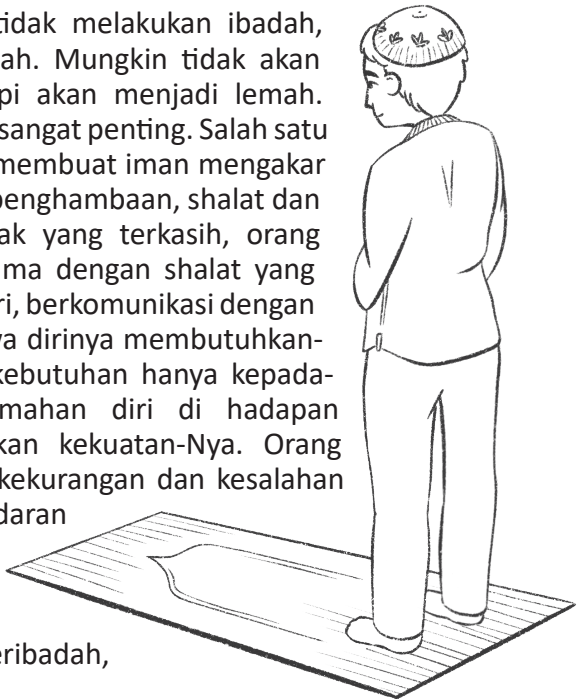 tidak melakukan ibadah,
ah. Mungkin tidak akan
pi akan menjadi lemah.
sangat penting. Salah satu
membuat iman mengakar
penghambaan, shalat dan
ak yang terkasih, orang
ma dengan shalat yang
ri, berkomunikasi dengan
ya dirinya membutuhkan-
kebutuhan hanya kepada-
mahan diri di hadapan
kan kekuatan-Nya. Orang
kekurangan dan kesalahan
daran
eribadah,